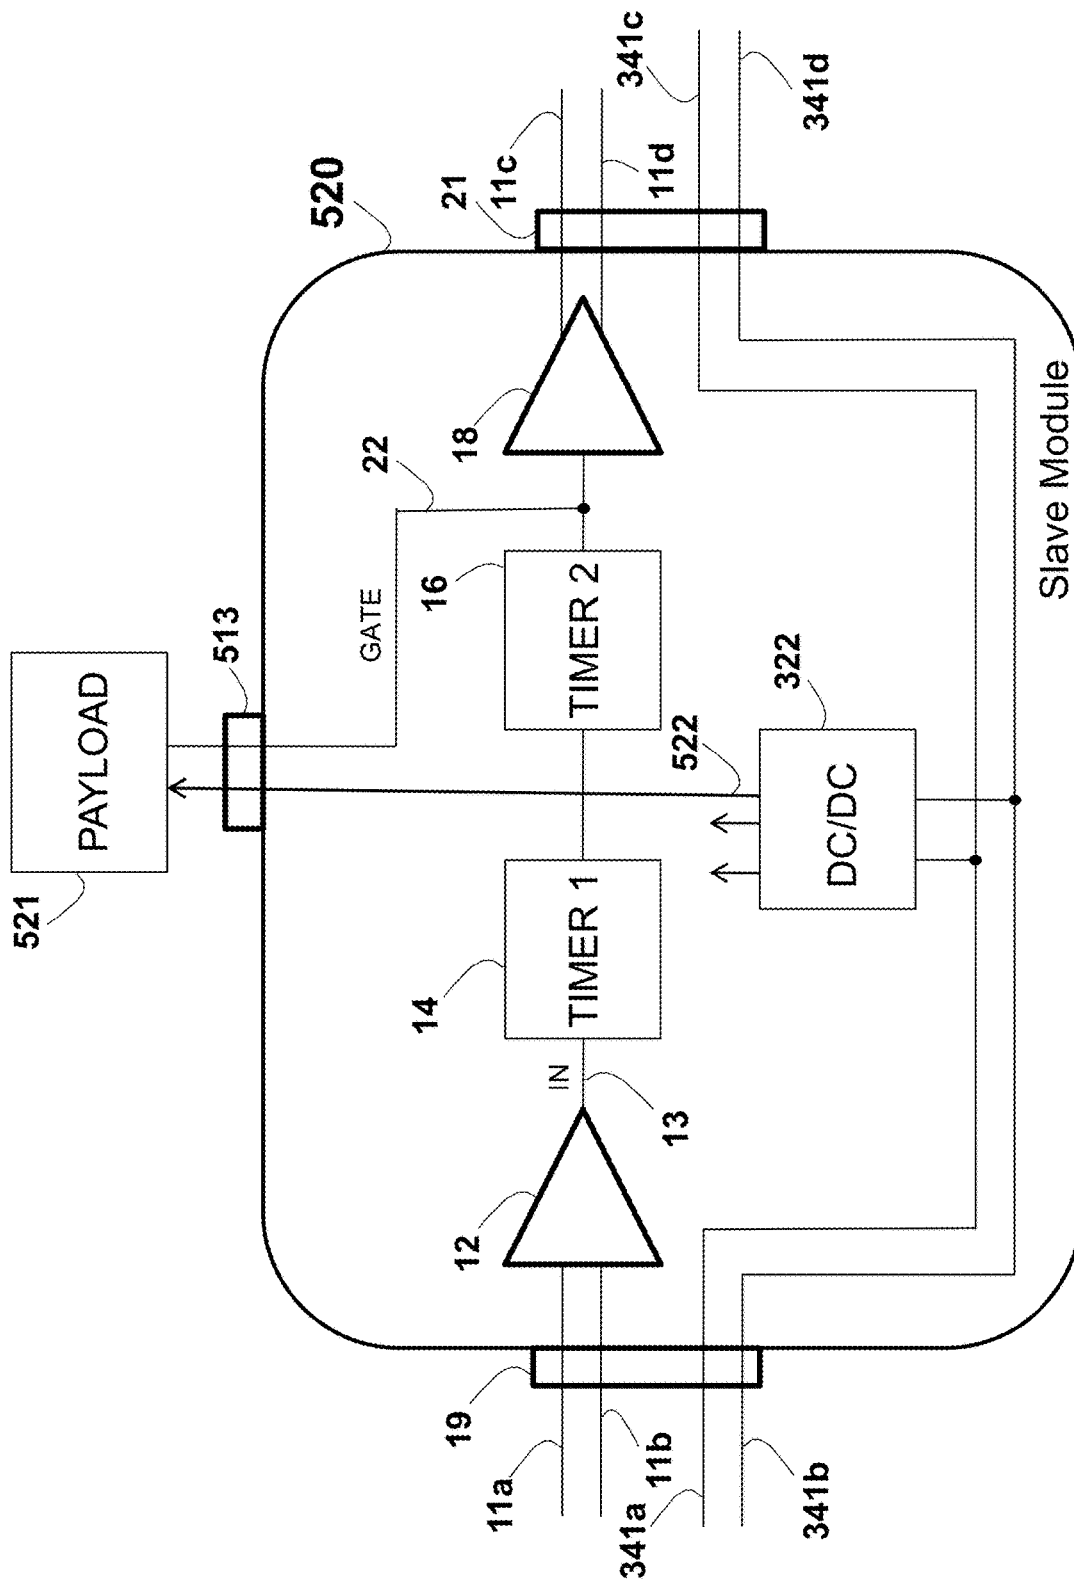 521
PAYLOAD
513
520
GATE
22
21
11c
11d
341c
341d
19
11a
11b
341a
341b
12
IN
13
14
TIMER 1
16
TIMER 2
18
522
322
DC/DC
Slave Module